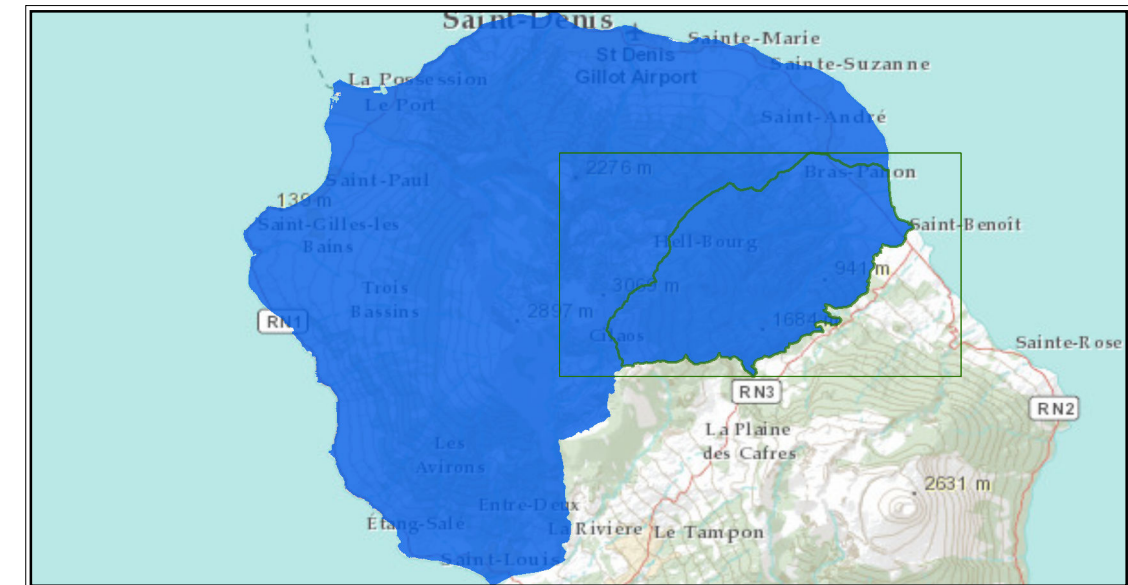 Saint-Denis
Sainte-Marie
St Denis
Gillot Airport
Sainte-Suzanne
La Possession
Le Port
Saint-André
2276 m
Bras-Panon
Saint-Paul
139 m
Saint-Gilles-les
Bains
Saint-Benoît
Hell-Bourg
941 m
3069 m
Trois
Bassins
2897 m
RN1
1684 m
Cilaos
Sainte-Rose
RN3
RN2
La Plaine
des Cafres
Les
Avirons
2631 m
Entre-Deux
Étang-Salé
La Rivière
Le Tampon
Saint-Louis